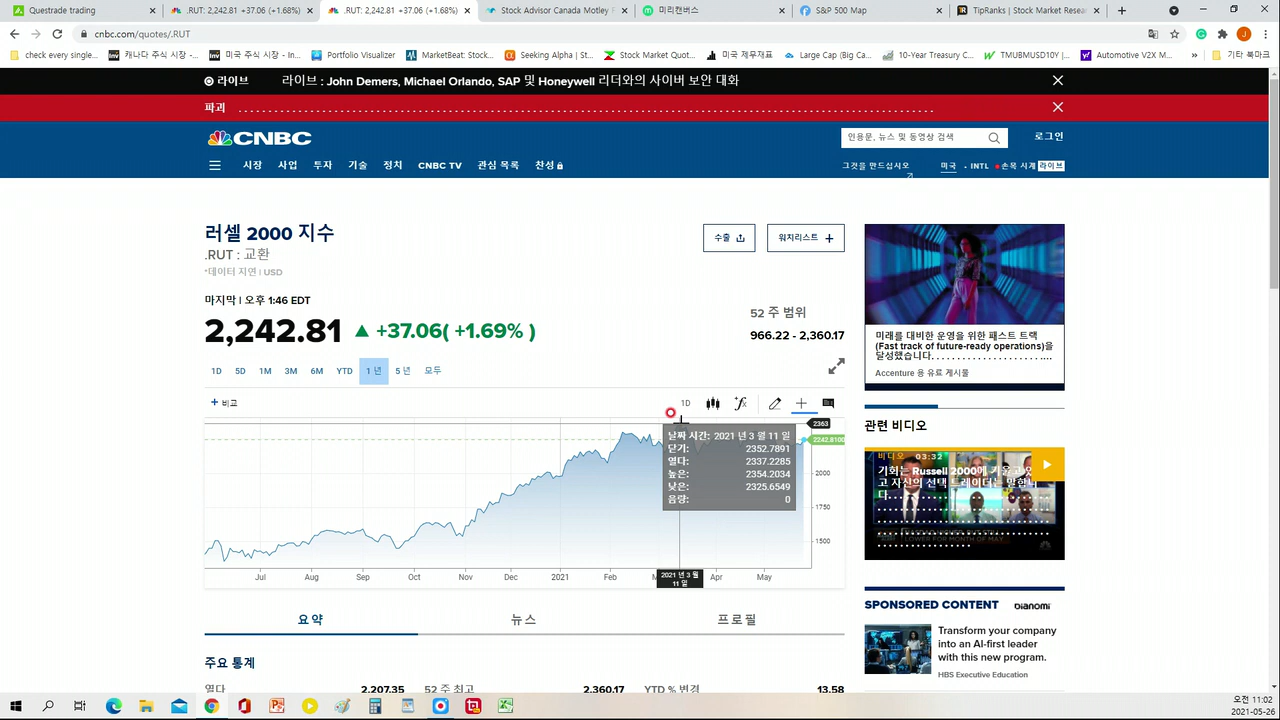 Questrade trading
.RUT: 2,242.81 +37.06 (+1.68%)
.RUT: 2,242.81 +37.06 (+1.68%)
Stock Advisor Canada Motley F
미리캔버스
S&P 500 Map
TipRanks | Stock Market Resea
cnbc.com/quotes/.RUT
check every single...
캐나다 주식 시장 -...
미국 주식 시장 - In...
Portfolio Visualizer
MarketBeat: Stock...
Seeking Alpha | St...
Stock Market Quot...
미국 재무제표
Large Cap (Big Ca...
10-Year Treasury C...
TMUBMUSD10Y |...
Automotive V2X M...
기타 북마크
라이브
라이브 : John Demers, Michael Orlando, SAP 및 Honeywell 리더와의 사이버 보안 대화
파괴
CNBC
인용문, 뉴스 및 동영상 검색
로그인
시장 사업 투자 기술 정치 CNBC TV 관심 목록 찬성
그것을 만드십시오
미국 • INTL
손목 시계 라이브
러셀 2000 지수
.RUT : 교환
*데이터 지연 | USD
수출
워치리스트 +
마지막 | 오후 1:46 EDT
2,242.81 ▲ +37.06( +1.69% )
52 주 범위
966.22 - 2,360.17
1D 5D 1M 3M 6M YTD 1 년 5 년 모두
+ 비교
1D
날짜 시간: 2021 년 3 월 11 일
닫기: 2352.7891
열다: 2337.2285
높은: 2354.2034
낮은: 2325.6549
음량: 0
2363
2242.8100
2000
1750
1500
Jul Aug Sep Oct Nov Dec 2021 Feb Apr May
2021 년 3 월
11 일
요약 뉴스 프로필
주요 통계
열다 2,207.35
52 주 최고 2,360.17
YTD % 변경 13.58
미래를 대비한 운영을 위한 패스트 트랙
(Fast track of future-ready operations)을
달성했습니다.
Accenture 용 유료 게시물
관련 비디오
비디오 03:32
기회는 Russell 2000에
LOWER FOR MONTH OF MAY
SPONSORED CONTENT
bianomi
Transform your company
into an AI-first leader
with this new program.
HBS Executive Education
오전 11:02
2021-05-26